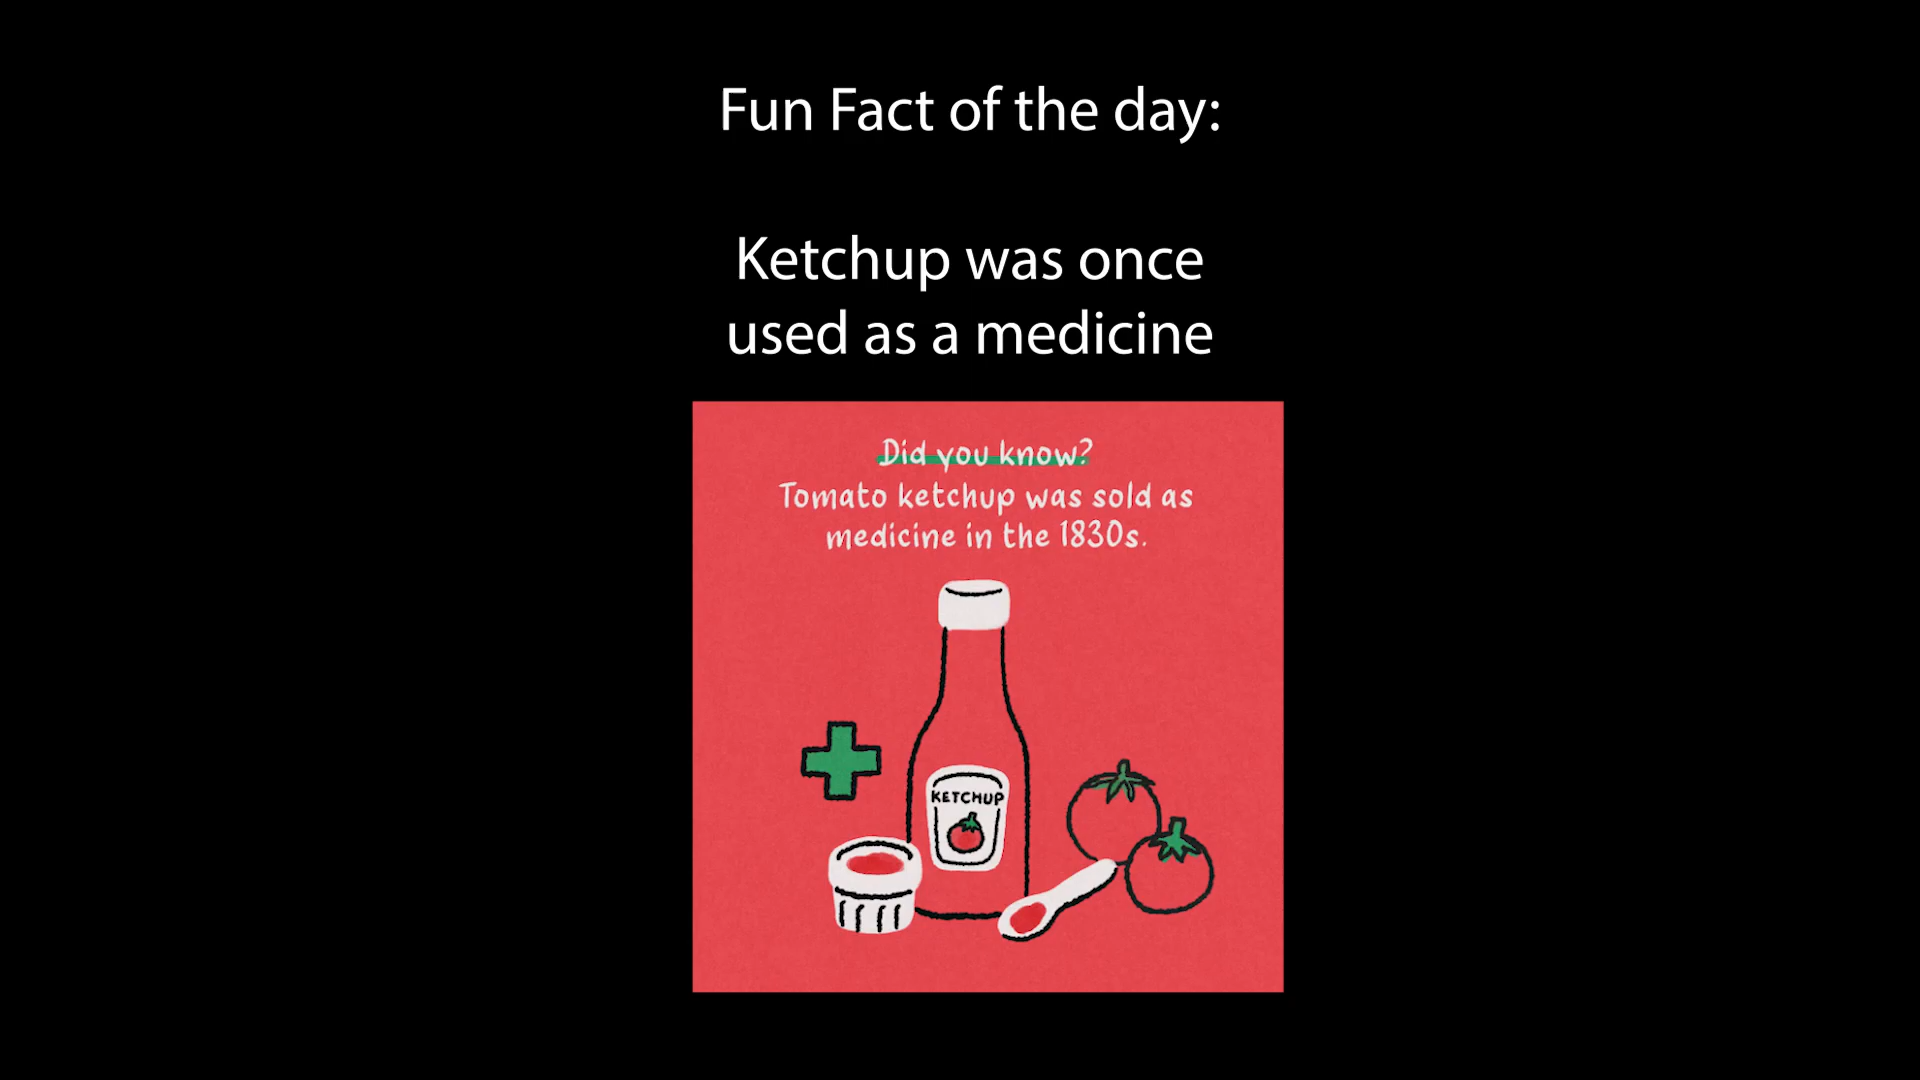 Fun Fact of the day:
Ketchup was once
used as a medicine
Did you know?
Tomato ketchup was sold as
medicine in the 1830s.
KETCHUP